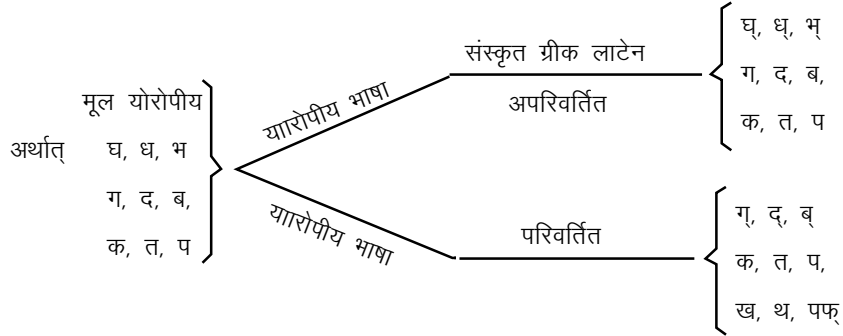 मूल योरोपीय
अर्थात् घ, ध, भ
ग, द, ब,
क, त, प
याारोपीय भाषा
संस्कृत ग्रीक लाटेन
अपरिवर्तित
घ्, ध्, भ्
ग, द, ब,
क, त, प
याारोपीय भाषा
परिवर्तित
ग्, द्, ब्
क, त, प,
ख, थ, पफ्